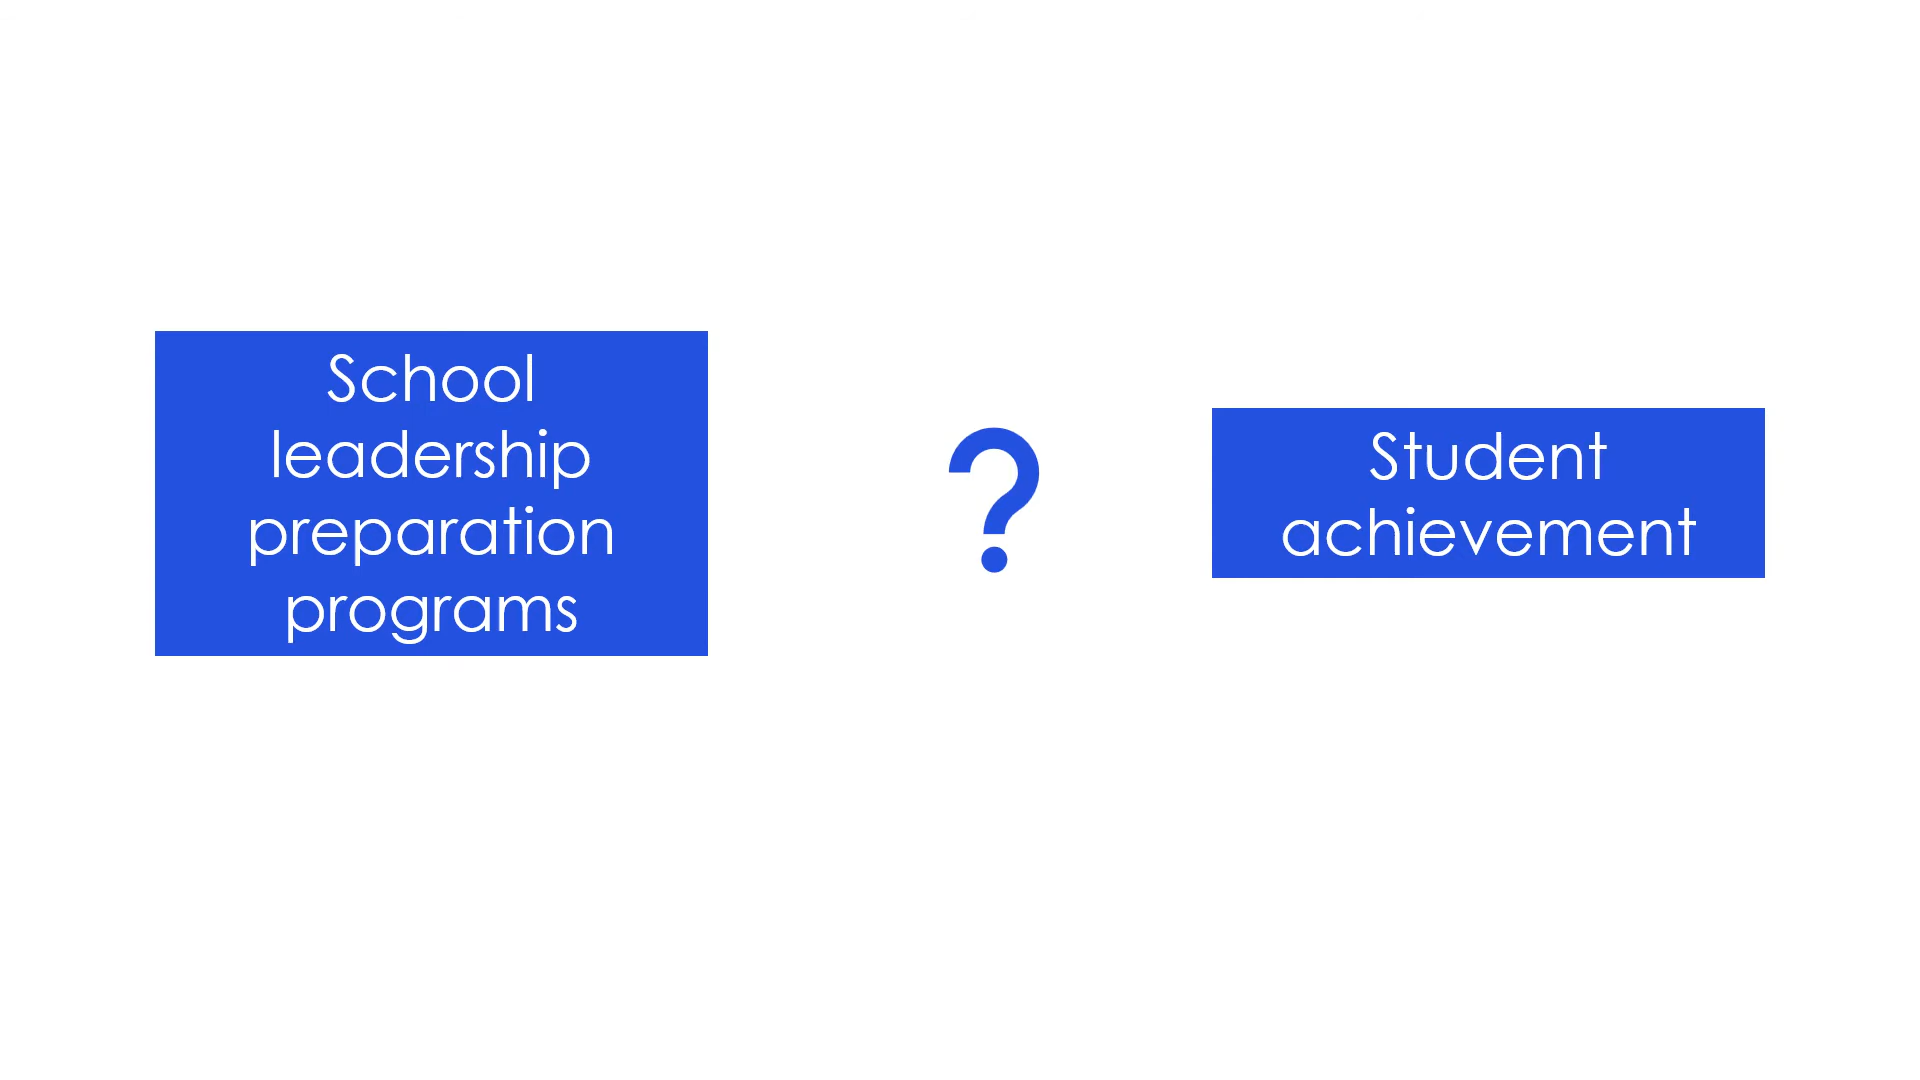 School
leadership
preparation
programs
?
Student
achievement